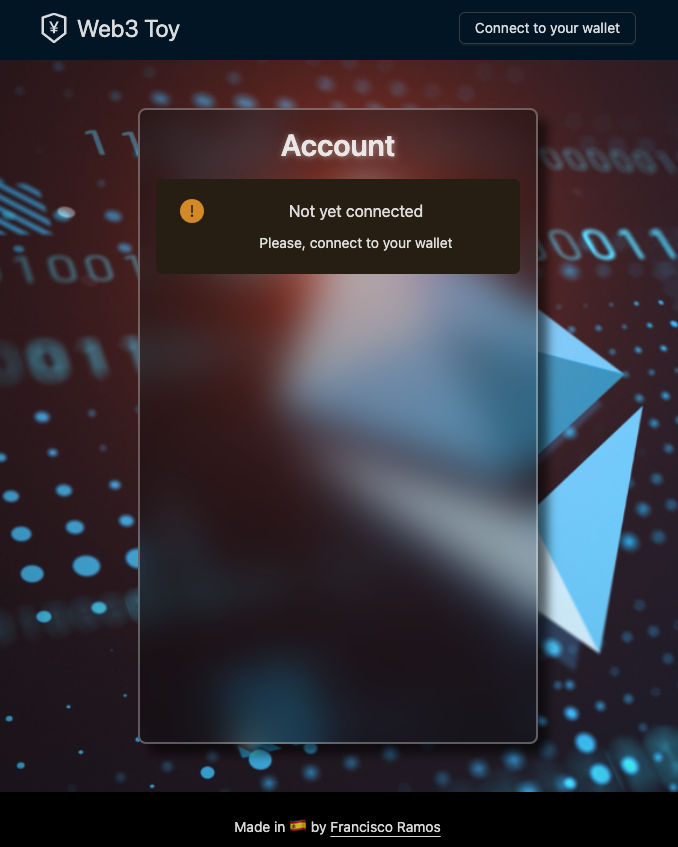 Web3 Toy
Connect to your wallet
Account
Not yet connected
Please, connect to your wallet
Made in 🇪🇸 by Francisco Ramos